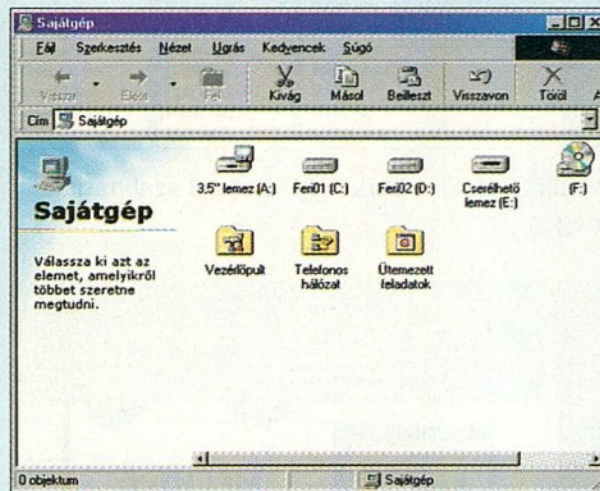 Sajátgép
Fájl Szerkesztés Nézet Ugrás Kedvencek Súgó
Vissza Előre Fel Kivág Másol Beilleszt Visszavon Töröl
Cím Sajátgép
Sajátgép
Válassza ki azt az
elemet, amelyikről
többet szeretne
megtudni.
3,5" lemez (A:) Feri01 (C:) Feri02 (D:) Cserélhető
lemez (E:) (F:)
Vezérlőpult Telefonos
hálózat Ütemezett
feladatok
0 objektum Sajátgép